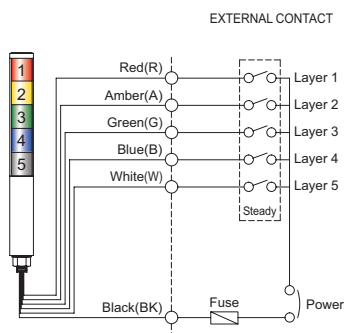 EXTERNAL CONTACT
1
2
3
4
5
Red(R)
Layer 1
Amber(A)
Layer 2
Green(G)
Layer 3
Blue(B)
Layer 4
White(W)
Layer 5
Steady
Black(BK)
Fuse
Power